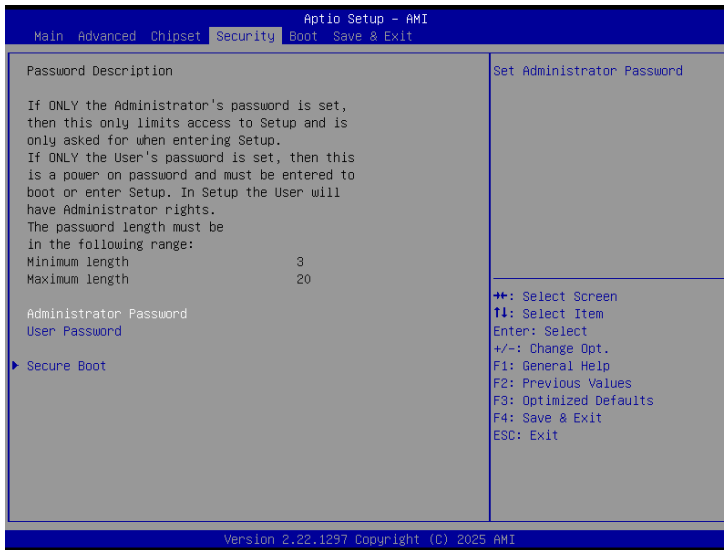 Aptio Setup – AMI
Main Advanced Chipset Security Boot Save & Exit
Password Description
If ONLY the Administrator's password is set,
then this only limits access to Setup and is
only asked for when entering Setup.
If ONLY the User's password is set, then this
is a power on password and must be entered to
boot or enter Setup. In Setup the User will
have Administrator rights.
The password length must be
in the following range:
Minimum length 3
Maximum length 20
Administrator Password
User Password
Secure Boot
Set Administrator Password
→←: Select Screen
↑↓: Select Item
Enter: Select
+/-: Change Opt.
F1: General Help
F2: Previous Values
F3: Optimized Defaults
F4: Save & Exit
ESC: Exit
Version 2.22.1297 Copyright (C) 2025 AMI